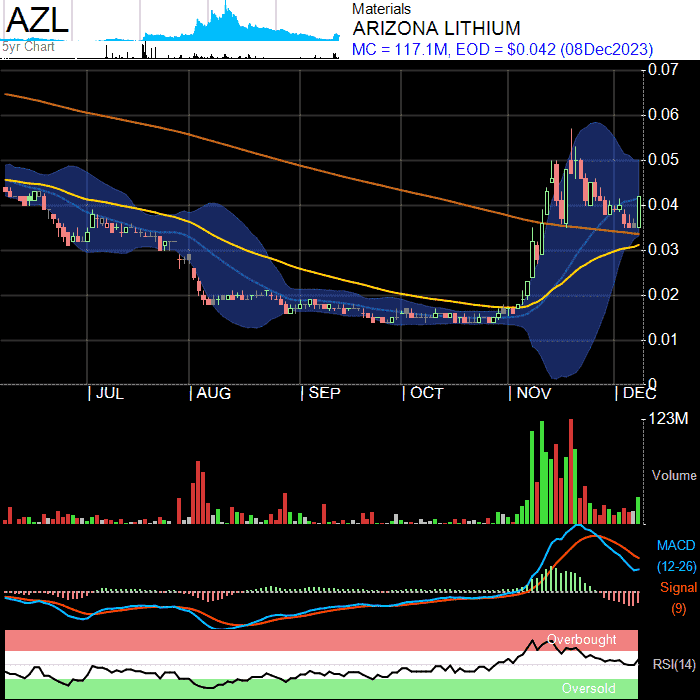 AZL
5yr Chart
Materials
ARIZONA LITHIUM
MC = 117.1M, EOD = $0.042 (08Dec2023)
0.07
0.06
0.05
0.04
0.03
0.02
0.01
0
| JUL | AUG | SEP | OCT | NOV | DEC
123M
Volume
MACD
(12-26)
Signal
(9)
Overbought
RSI(14)
Oversold